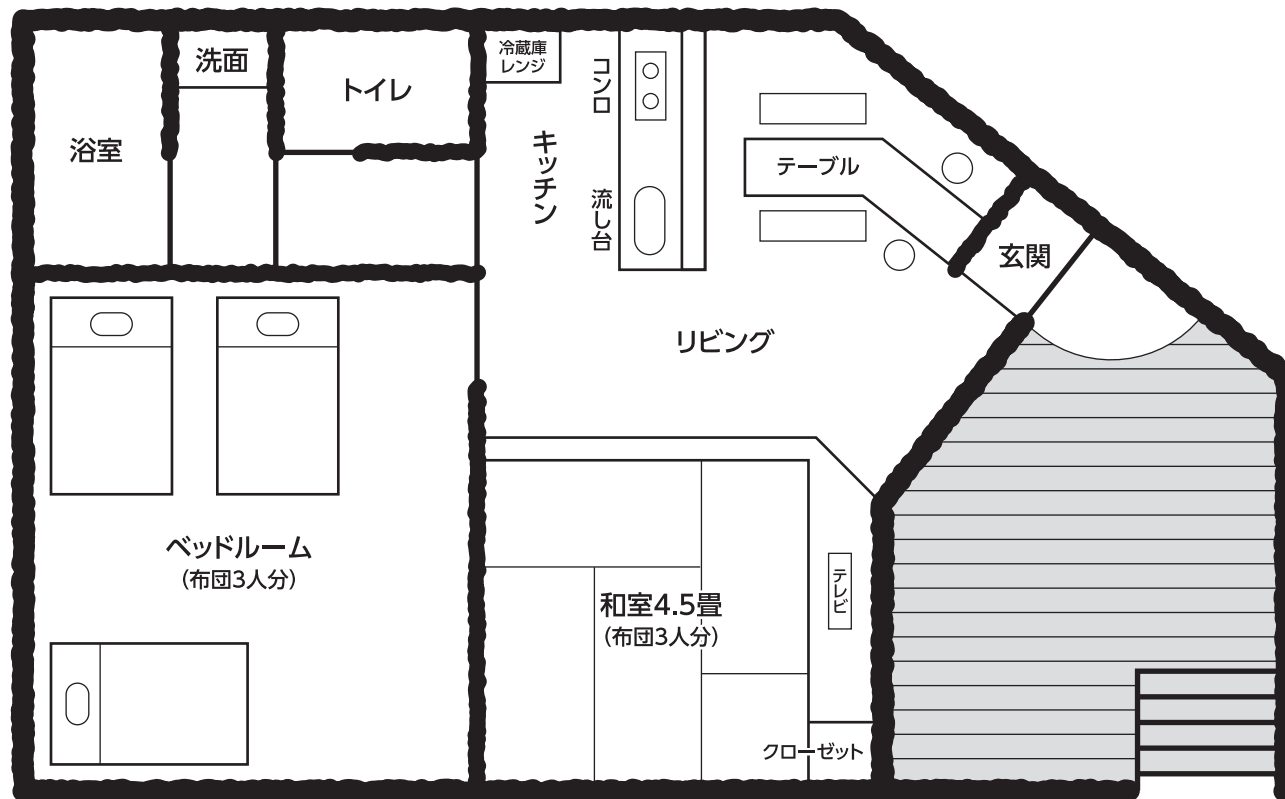 洗面
トイレ
冷蔵庫
レンジ
コンロ
浴室
キッチン
テーブル
流し台
玄関
リビング
ベッドルーム
(布団3人分)
和室4.5畳
(布団3人分)
テレビ
クローゼット